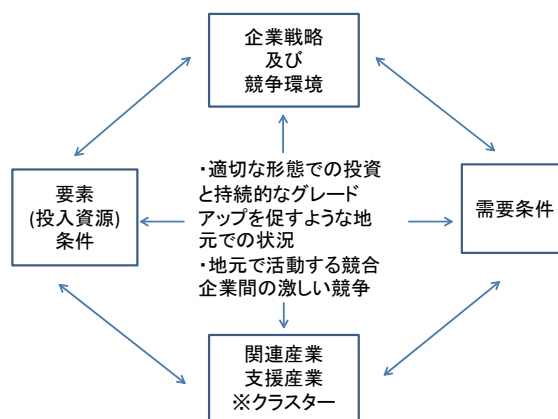 企業戦略
及び
競争環境
要素
(投入資源)
条件
・適切な形態での投資
と持続的なグレード
アップを促すような地
元での状況
・地元で活動する競合
企業間の激しい競争
需要条件
関連産業
支援産業
※クラスター